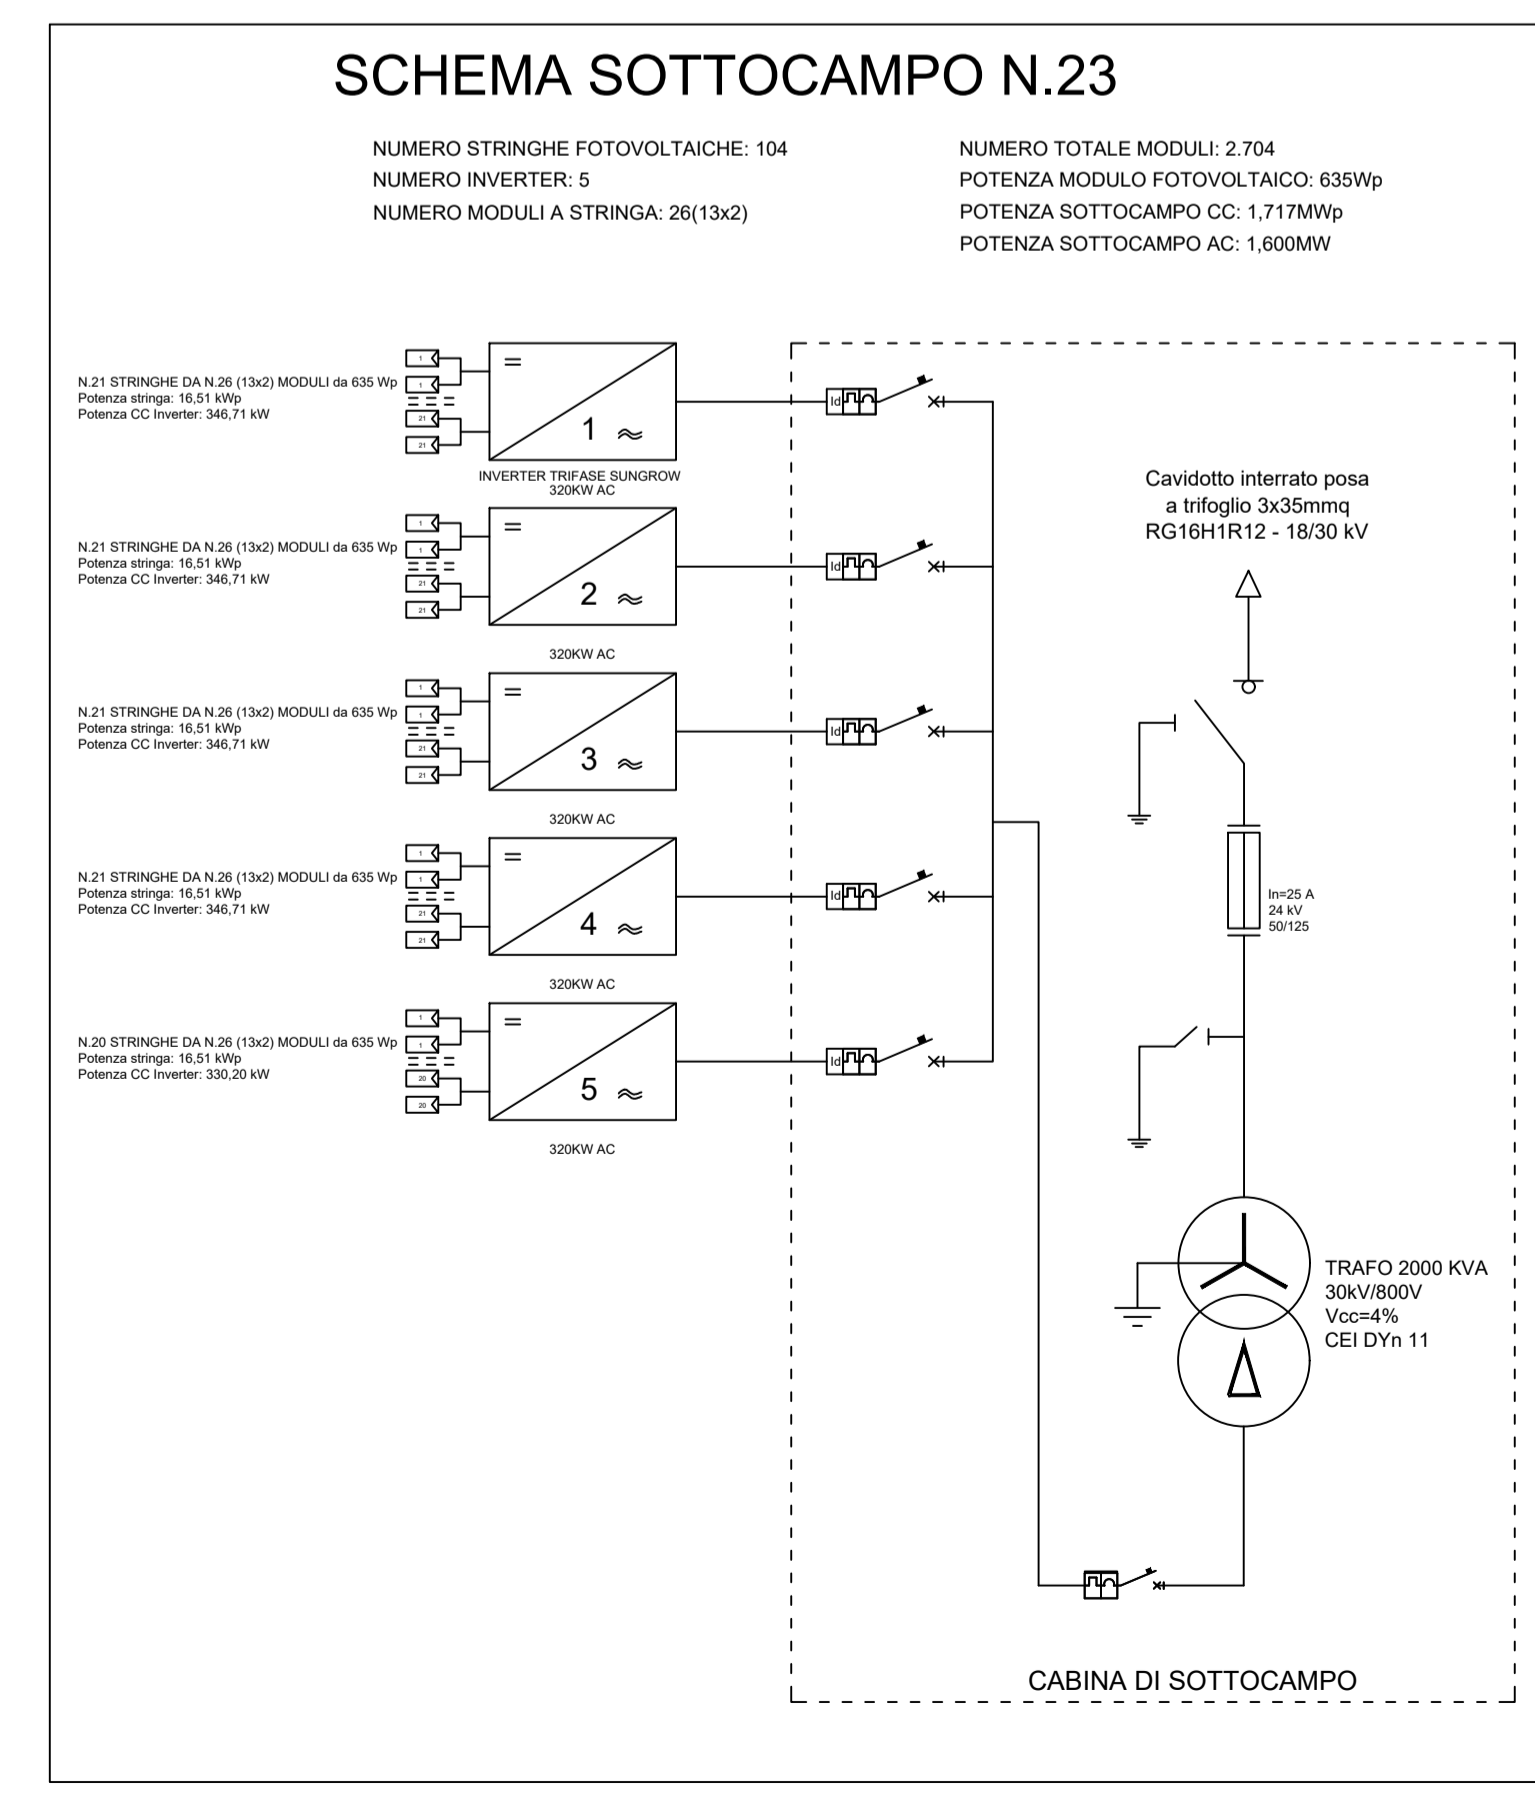 SCHEMA SOTTOCAMPO N.23
NUMERO STRINGHE FOTOVOLTAICHE: 104
NUMERO INVERTER: 5
NUMERO MODULI A STRINGA: 26(13x2)
NUMERO TOTALE MODULI: 2.704
POTENZA MODULO FOTOVOLTAICO: 635Wp
POTENZA SOTTOCAMPO CC: 1,717MWp
POTENZA SOTTOCAMPO AC: 1,600MW
N.21 STRINGHE DA N.26 (13x2) MODULI da 635 Wp
Potenza stringa: 16,51 kWp
Potenza CC Inverter: 346,71 kW
1
1
21
21
1
INVERTER TRIFASE SUNGROW
320KW AC
Id
N.21 STRINGHE DA N.26 (13x2) MODULI da 635 Wp
Potenza stringa: 16,51 kWp
Potenza CC Inverter: 346,71 kW
1
1
21
21
2
320KW AC
Id
N.21 STRINGHE DA N.26 (13x2) MODULI da 635 Wp
Potenza stringa: 16,51 kWp
Potenza CC Inverter: 346,71 kW
1
1
21
21
3
320KW AC
Id
N.21 STRINGHE DA N.26 (13x2) MODULI da 635 Wp
Potenza stringa: 16,51 kWp
Potenza CC Inverter: 346,71 kW
1
1
21
21
4
320KW AC
Id
N.20 STRINGHE DA N.26 (13x2) MODULI da 635 Wp
Potenza stringa: 16,51 kWp
Potenza CC Inverter: 330,20 kW
1
1
20
20
5
320KW AC
Id
Cavidotto interrato posa
a trifoglio 3x35mmq
RG16H1R12 - 18/30 kV
In=25 A
24 kV
50/125
TRAFO 2000 KVA
30kV/800V
Vcc=4%
CEI DYn 11
CABINA DI SOTTOCAMPO